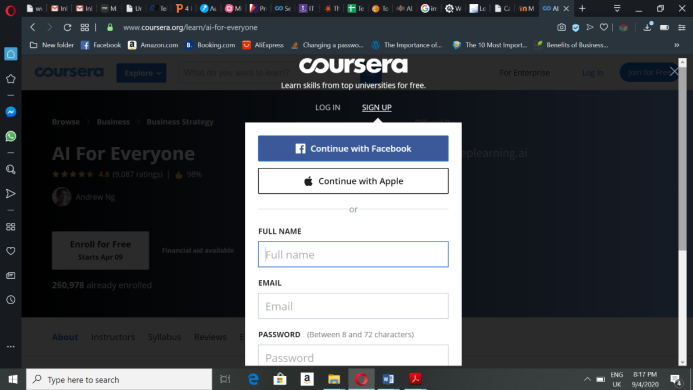 www.coursera.org/learn/ai-for-everyone
New folder
Facebook
Amazon.com
Booking.com
AliExpress
Changing a passwo...
The Importance of...
The 10 Most Import...
Benefits of Business...
coursera
Explore
What do you want to learn?
For Enterprise
Log In
Join for Free
coursera
Learn skills from top universities for free.
LOG IN
SIGN UP
Browse
Business
Business Strategy
Continue with Facebook
AI For Everyone
eplearning.ai
4.8 (9,087 ratings)
98%
Continue with Apple
Andrew Ng
or
FULL NAME
Full name
Enroll for Free
Starts Apr 09
Financial aid available
EMAIL
Email
260,978 already enrolled
PASSWORD (Between 8 and 72 characters)
Password
About
Instructors
Syllabus
Reviews
Type here to search
ENG
UK
8:17 PM
9/4/2020